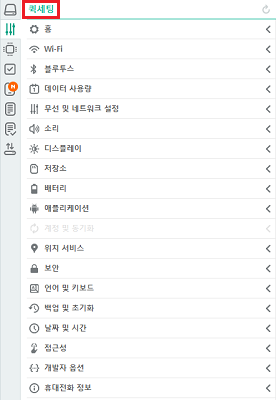 퀵세팅
폼
Wi-Fi
블루투스
데이터 사용량
무선 및 네트워크 설정
소리
디스플레이
저장소
배터리
애플리케이션
계정 및 동기화
위치 서비스
보안
언어 및 키보드
백업 및 초기화
날짜 및 시간
접근성
개발자 옵션
휴대전화 정보